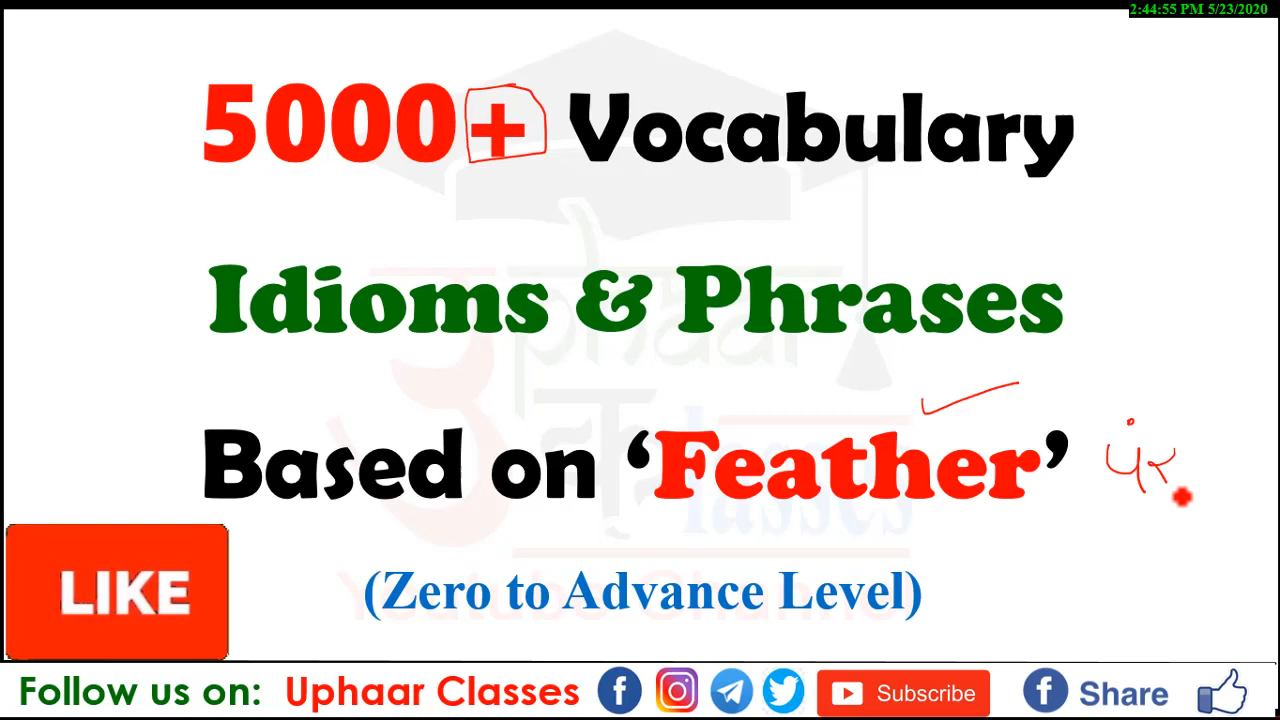 2:44:55 PM 5/23/2020
5000+ Vocabulary
Idioms & Phrases
Based on ‘Feather’ पंर
(Zero to Advance Level)
LIKE
Follow us on: Uphaar Classes Subscribe Share